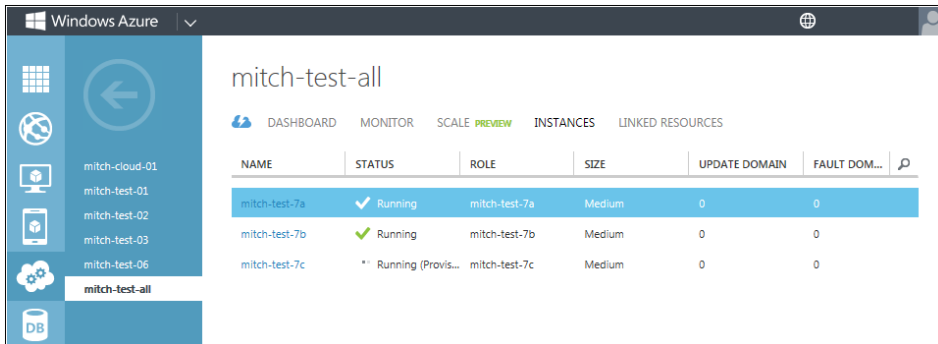 Windows Azure
mitch-test-all
DASHBOARD MONITOR SCALE PREVIEW INSTANCES LINKED RESOURCES
mitch-cloud-01
mitch-test-01
mitch-test-02
mitch-test-03
mitch-test-06
mitch-test-all
DB
NAME STATUS ROLE SIZE UPDATE DOMAIN FAULT DOM...
mitch-test-7a Running mitch-test-7a Medium 0 0
mitch-test-7b Running mitch-test-7b Medium 0 0
mitch-test-7c Running (Provis... mitch-test-7c Medium 0 0